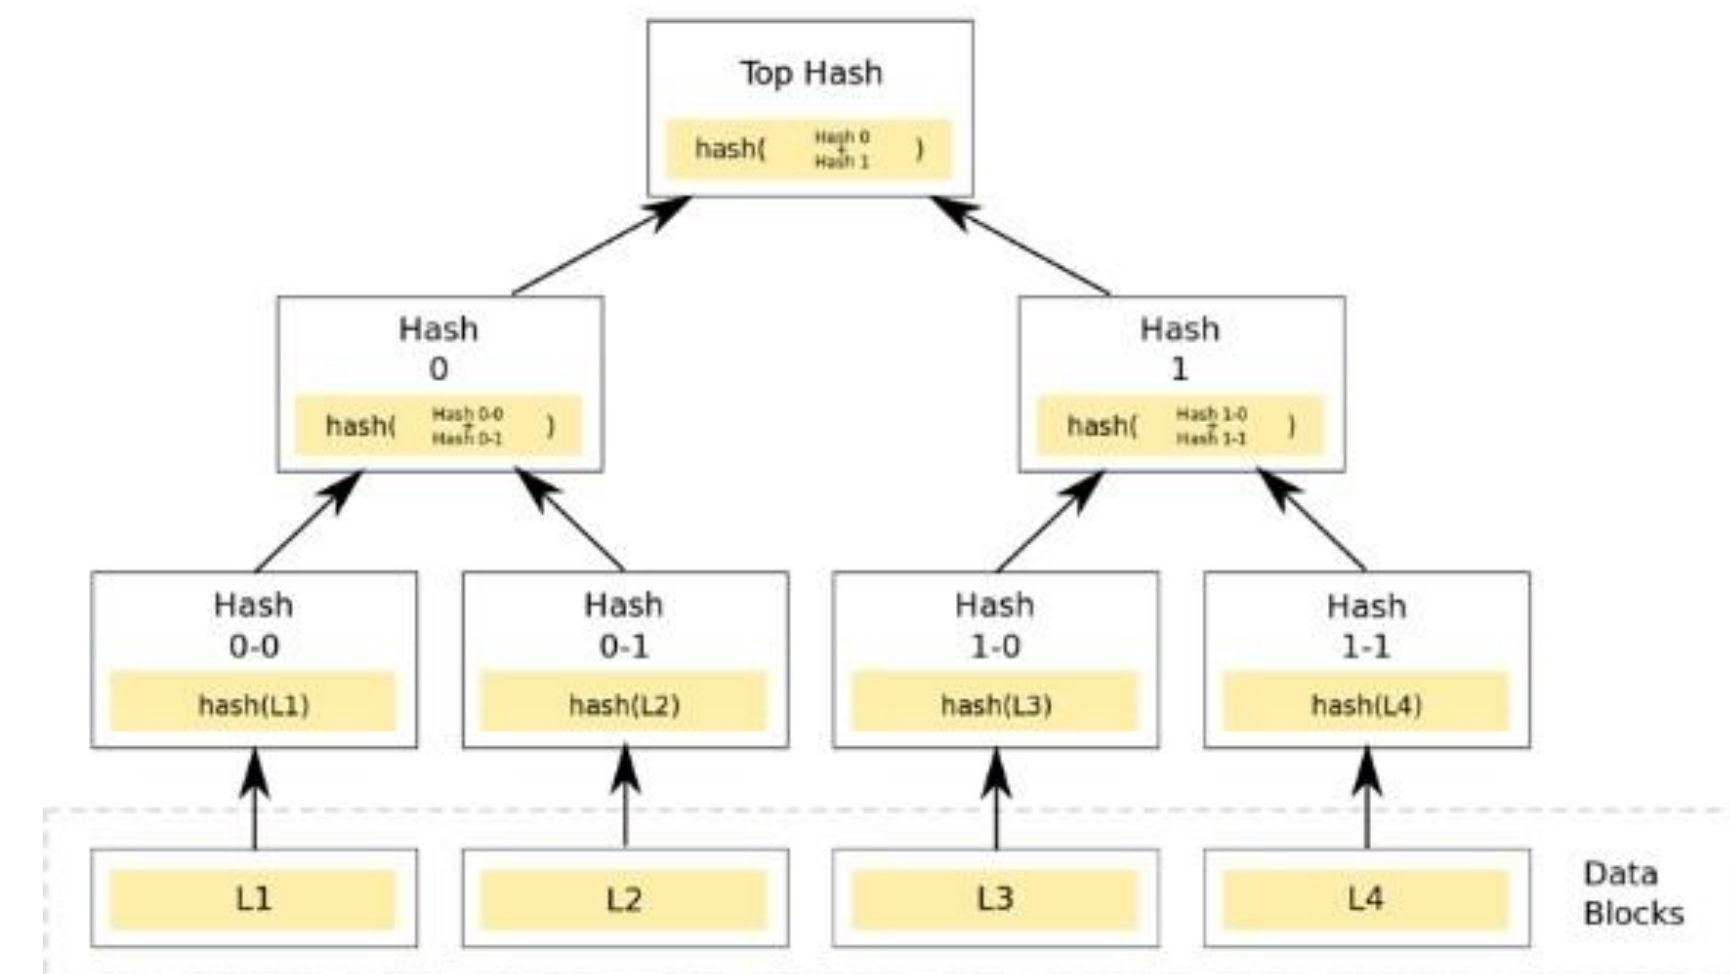 Top Hash
hash( Hash 0 + Hash 1 )
Hash
0
hash( Hash 0-0 + Hash 0-1 )
Hash
1
hash( Hash 1-0 + Hash 1-1 )
Hash
0-0
hash(L1)
Hash
0-1
hash(L2)
Hash
1-0
hash(L3)
Hash
1-1
hash(L4)
L1
L2
L3
L4
Data
Blocks